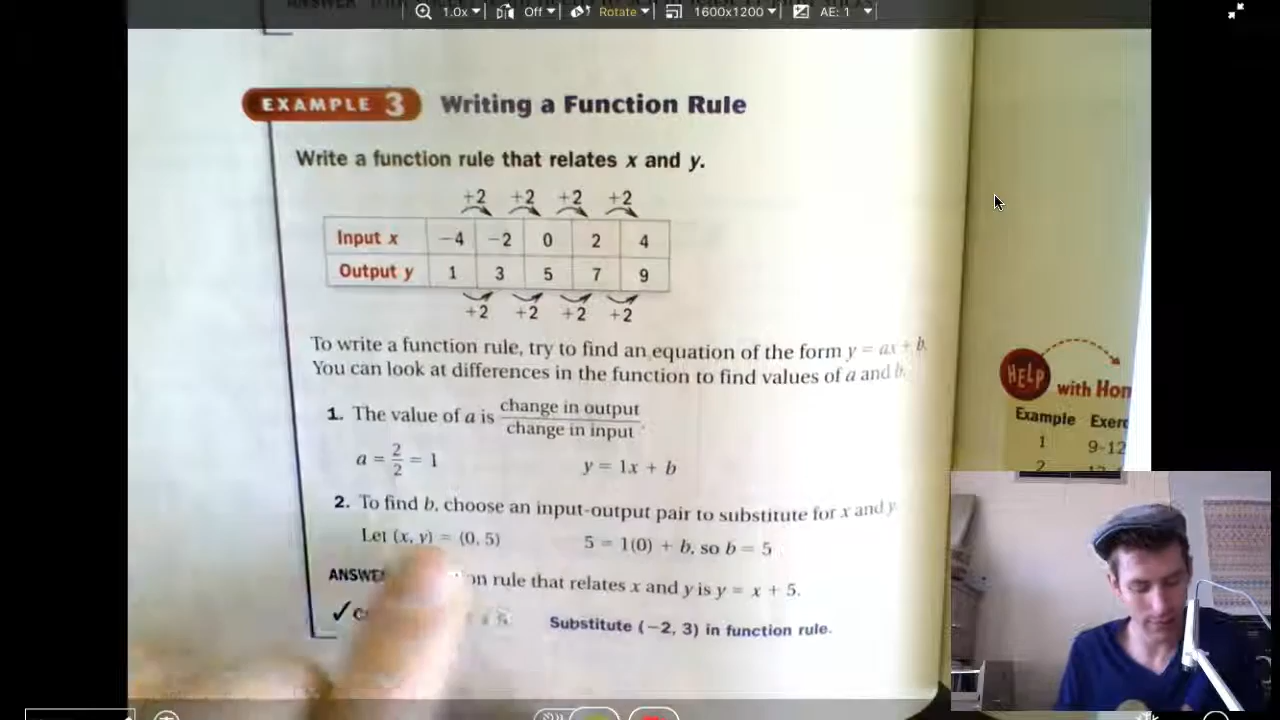 1.0x Off Rotate 1600x1200 AE: 1
EXAMPLE 3 Writing a Function Rule
Write a function rule that relates x and y.
+2 +2 +2 +2
Input x −4 −2 0 2 4
Output y 1 3 5 7 9
+2 +2 +2 +2
To write a function rule, try to find an equation of the form y = ax + b.
You can look at differences in the function to find values of a and b.
1. The value of a is change in output / change in input.
a = 2/2 = 1 y = 1x + b
2. To find b, choose an input-output pair to substitute for x and y.
Let (x, y) = (0, 5) 5 = 1(0) + b, so b = 5
rule that relates x and y is y = x + 5.
✓ Substitute (−2, 3) in function rule.
HELP with Hom
Example Exerc
1 9-12
2